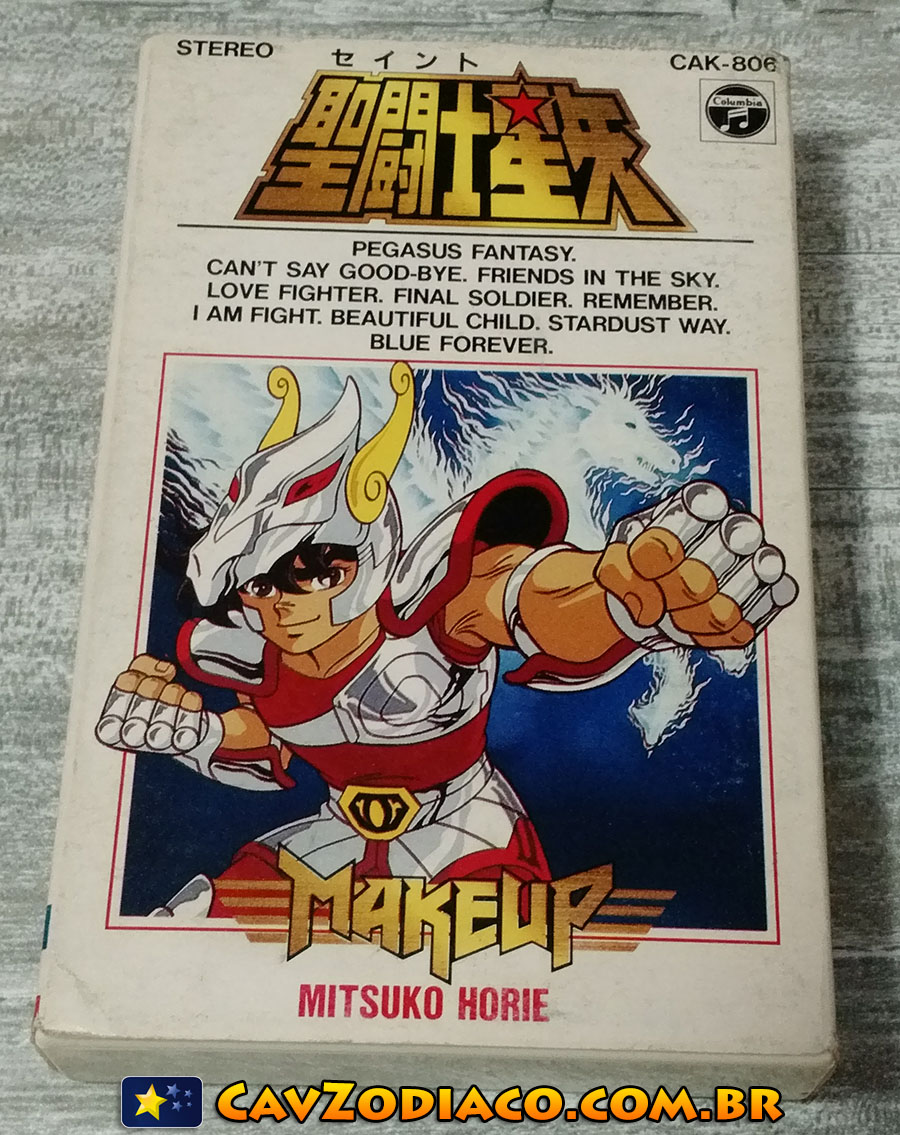 STEREO
セイント
CAK-806
Columbia
聖闘士星矢
PEGASUS FANTASY.
CAN'T SAY GOOD-BYE. FRIENDS IN THE SKY.
LOVE FIGHTER. FINAL SOLDIER. REMEMBER.
I AM FIGHT. BEAUTIFUL CHILD. STARDUST WAY.
BLUE FOREVER.
MAKEUP
MITSUKO HORIE
CAVZODIACO.COM.BR